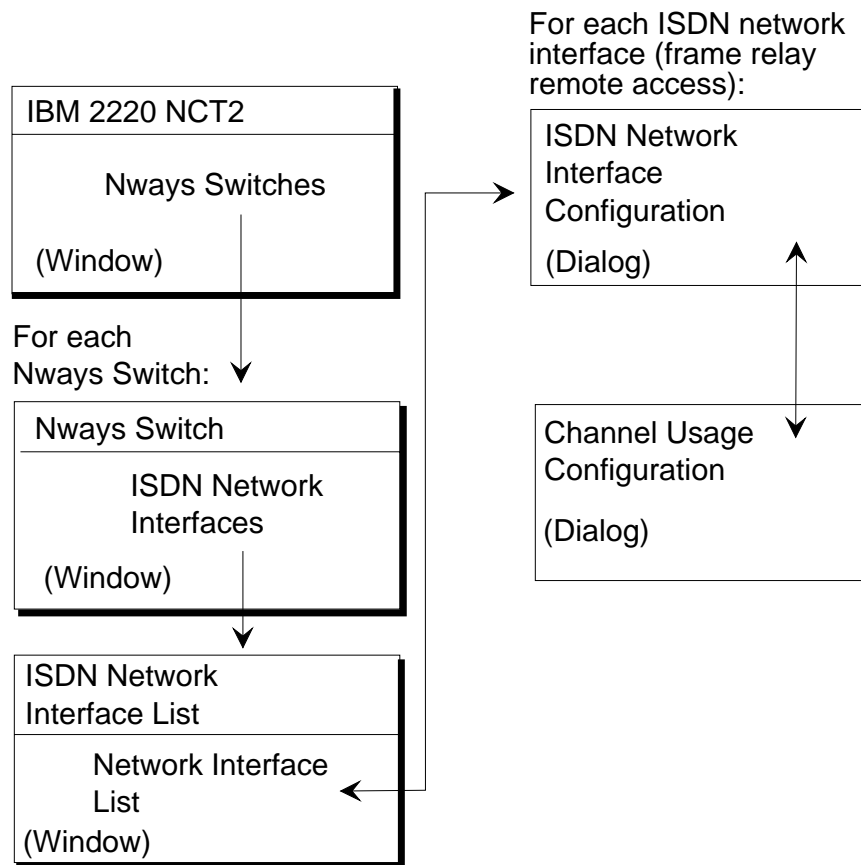 IBM 2220 NCT2
Nways Switches
(Window)
For each
Nways Switch:
Nways Switch
ISDN Network
Interfaces
(Window)
ISDN Network
Interface List
Network Interface
List
(Window)
For each ISDN network
interface (frame relay
remote access):
ISDN Network
Interface
Configuration
(Dialog)
Channel Usage
Configuration
(Dialog)